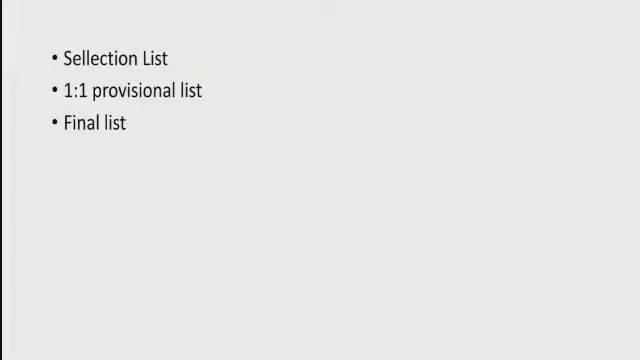 • Sellection List
• 1:1 provisional list
• Final list